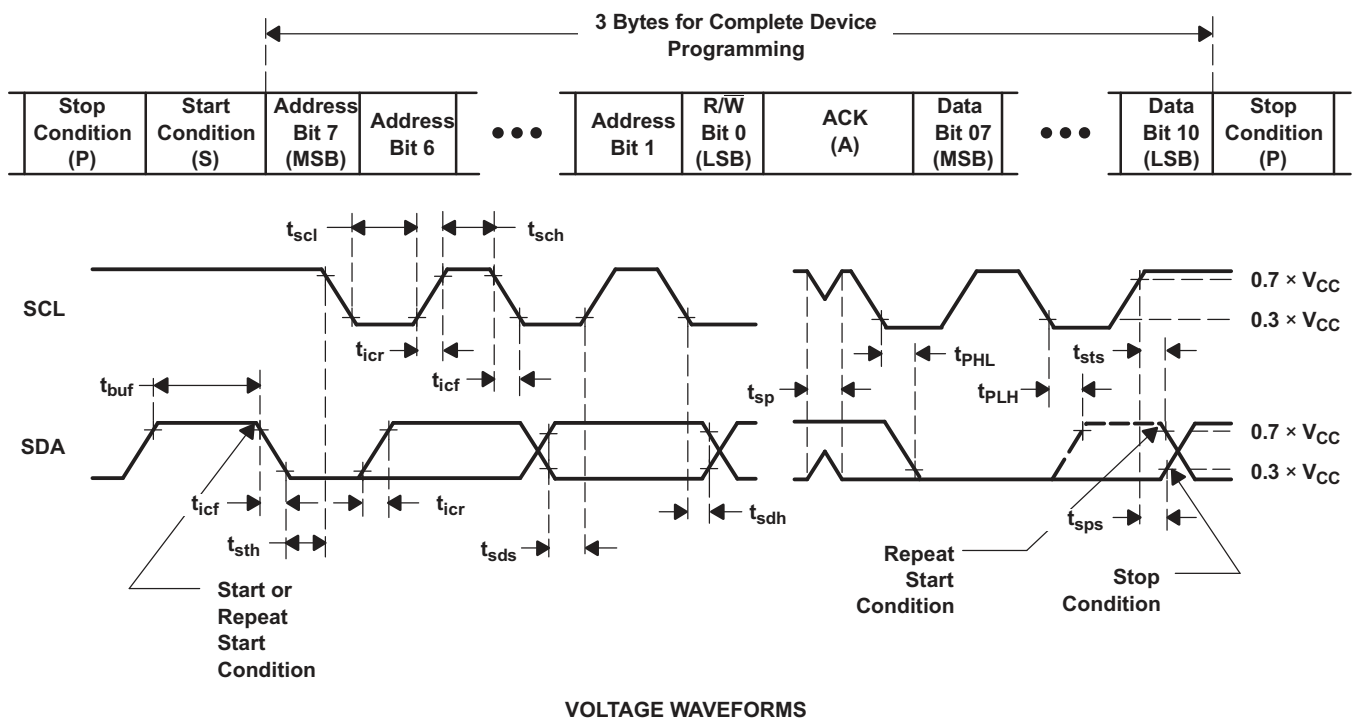 3 Bytes for Complete Device
Programming
Stop
Condition
(P)
Start
Condition
(S)
Address
Bit 7
(MSB)
Address
Bit 6
•••
Address
Bit 1
R/W̅
Bit 0
(LSB)
ACK
(A)
Data
Bit 07
(MSB)
•••
Data
Bit 10
(LSB)
Stop
Condition
(P)
tscl
tsch
SCL
0.7 × VCC
0.3 × VCC
ticr
ticf
tbuf
tPHL
tsts
tsp
tPLH
SDA
0.7 × VCC
0.3 × VCC
ticf
ticr
tsth
tsds
tsdh
tsps
Start or
Repeat
Start
Condition
Repeat
Start
Condition
Stop
Condition
VOLTAGE WAVEFORMS